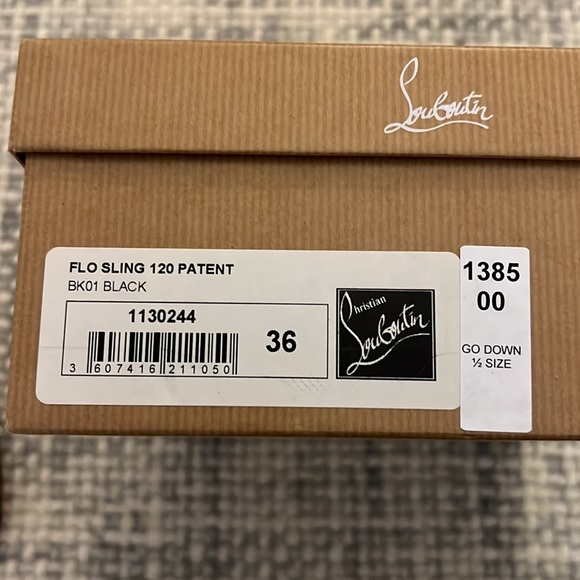 Louboutin
FLO SLING 120 PATENT
BK01 BLACK
1130244
36
3 607416 211050
Christian
Louboutin
1385
00
GO DOWN
½ SIZE